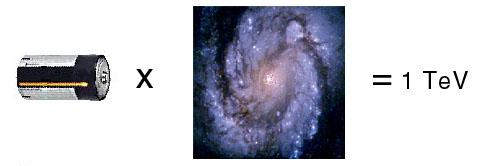 x = 1 TeV